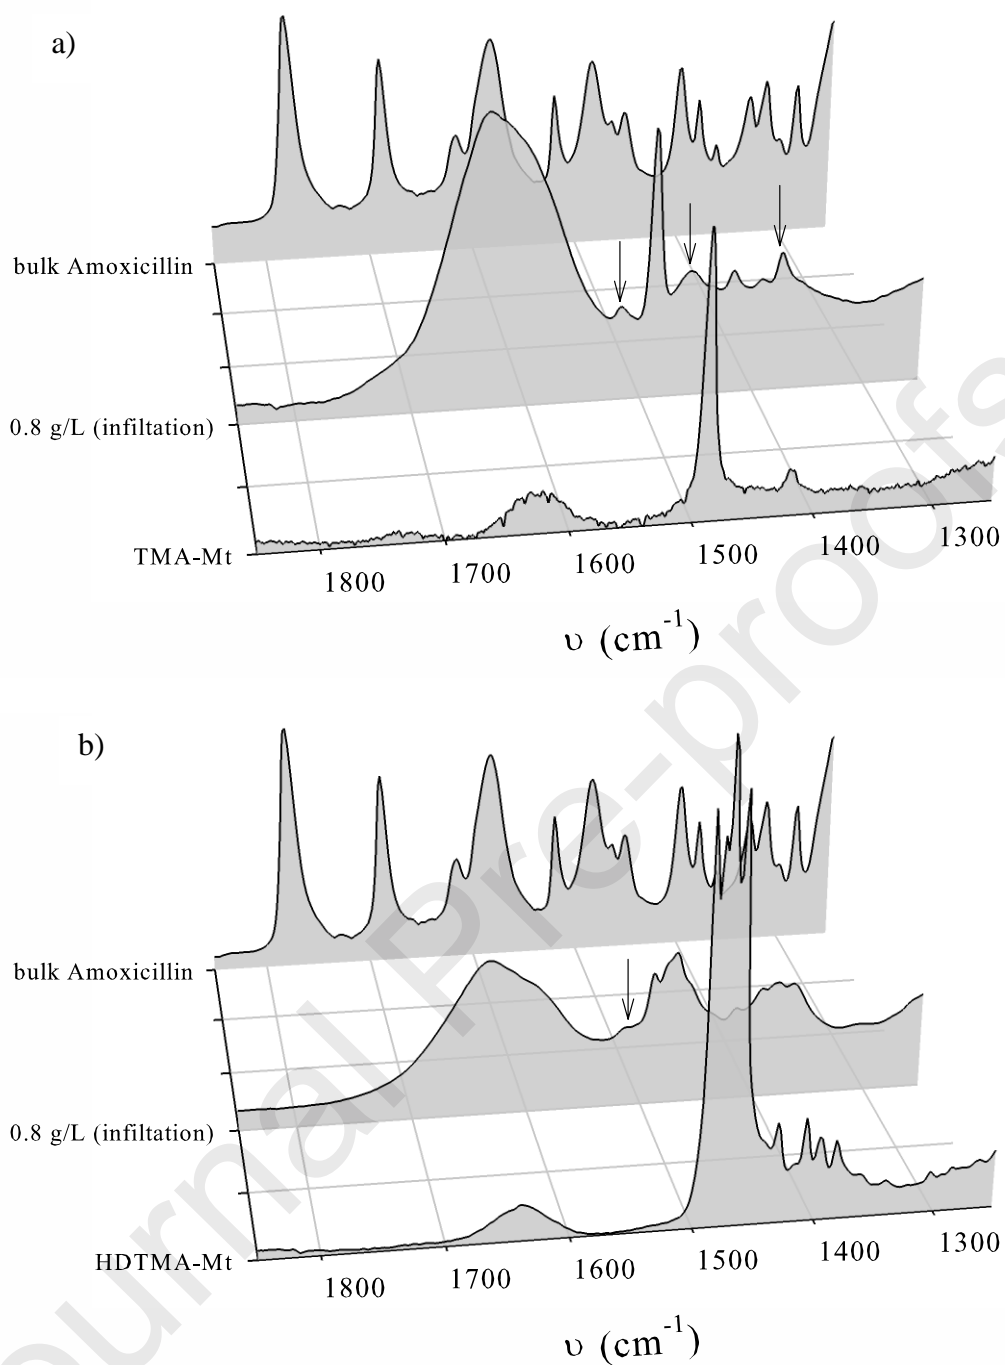 a)
bulk Amoxicillin
0.8 g/L (infiltation)
TMA-Mt
1800 1700 1600 1500 1400 1300
υ (cm⁻¹)
b)
bulk Amoxicillin
0.8 g/L (infiltation)
HDTMA-Mt
1800 1700 1600 1500 1400 1300
υ (cm⁻¹)
Journal Pre-proofs